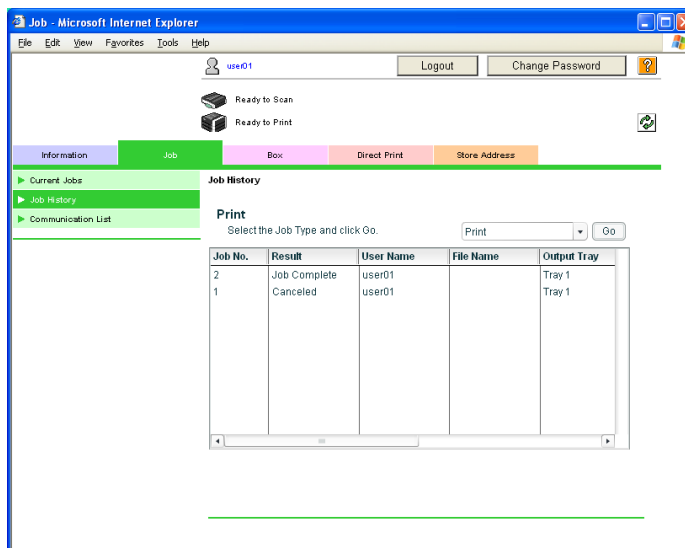 Job - Microsoft Internet Explorer
File Edit View Favorites Tools Help
user01 Logout Change Password ?
Ready to Scan
Ready to Print
Information Job Box Direct Print Store Address
Current Jobs
Job History
Communication List
Job History
Print
Select the Job Type and click Go. Print Go
Job No. Result User Name File Name Output Tray
2 Job Complete user01 Tray 1
1 Canceled user01 Tray 1